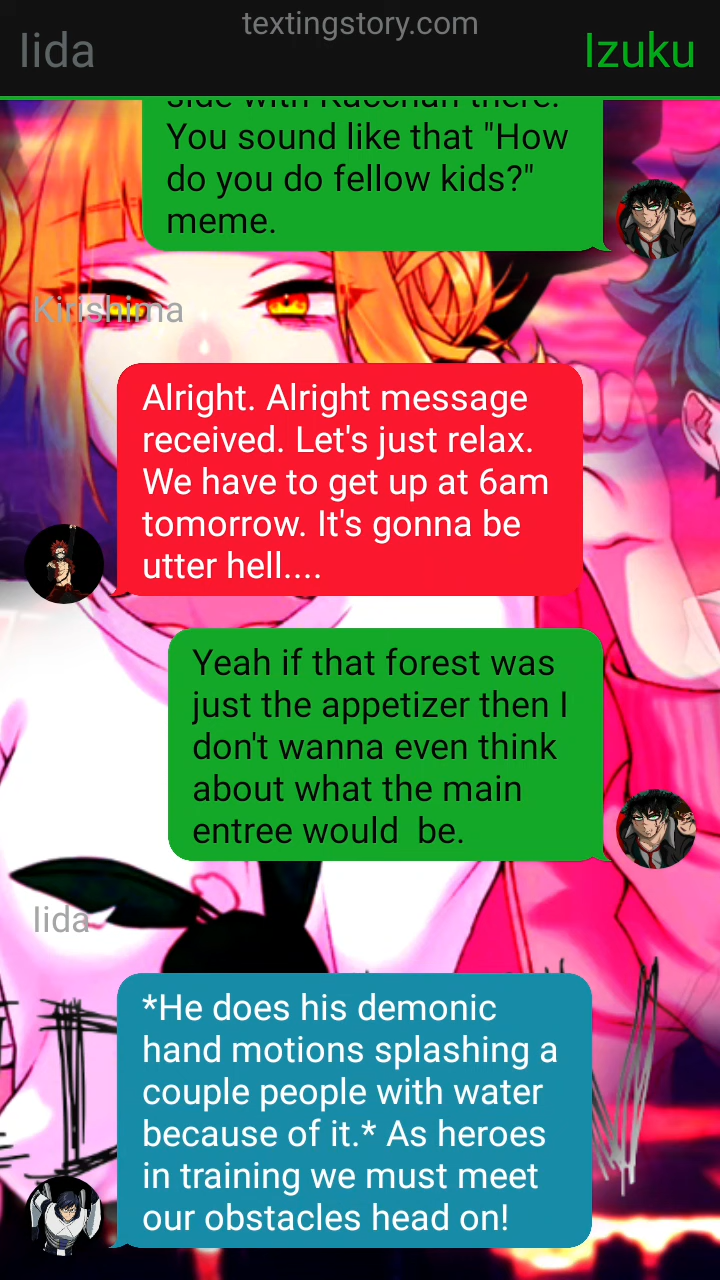 textingstory.com
Iida
Izuku
side with Kacchan there.
You sound like that "How
do you do fellow kids?"
meme.
Kirishima
Alright. Alright message
received. Let's just relax.
We have to get up at 6am
tomorrow. It's gonna be
utter hell....
Yeah if that forest was
just the appetizer then I
don't wanna even think
about what the main
entree would  be.
Iida
*He does his demonic
hand motions splashing a
couple people with water
because of it.* As heroes
in training we must meet
our obstacles head on!